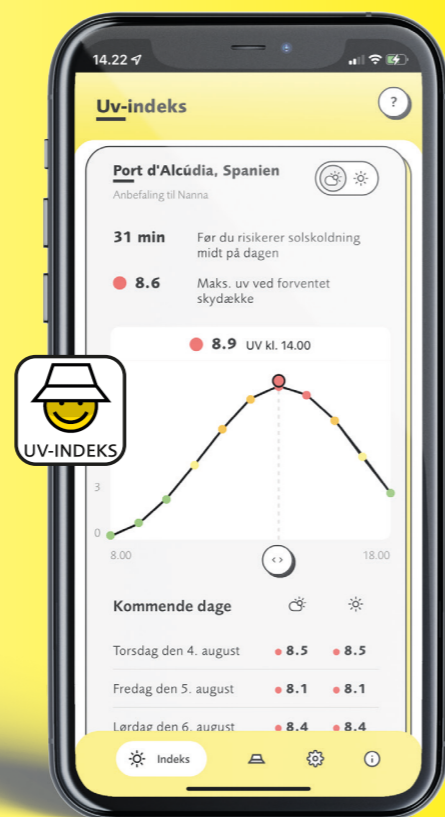 14.22
Uv-indeks
?
Port d'Alcúdia, Spanien
Anbefaling til Nanna
31 min
Før du risikerer solskoldning
midt på dagen
8.6
Maks. uv ved forventet
skydække
8.9 UV kl. 14.00
UV-INDEKS
3
0
8.00
18.00
Kommende dage
Torsdag den 4. august 8.5 8.5
Fredag den 5. august 8.1 8.1
Lørdag den 6. august 8.4 8.4
Indeks